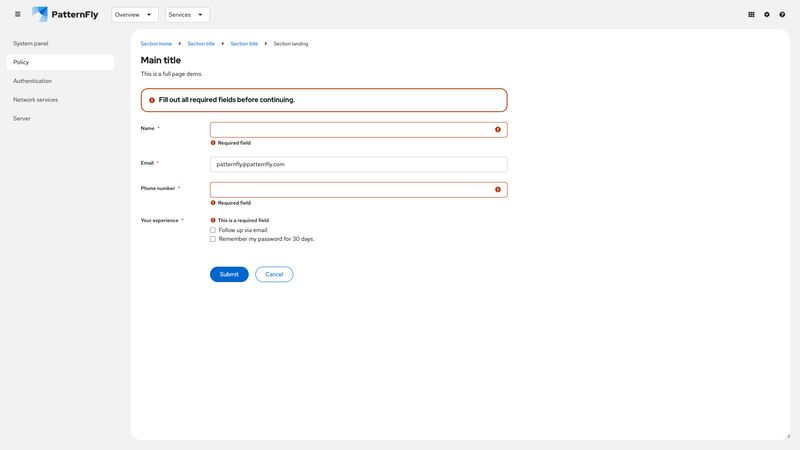 PatternFly
Overview
Services
System panel
Policy
Authentication
Network services
Server
Section home > Section title > Section title > Section landing
Main title
This is a full page demo.
Fill out all required fields before continuing.
Name *
Required field
Email *
patternfly@patternfly.com
Phone number *
Required field
Your experience *
This is a required field
Follow up via email.
Remember my password for 30 days.
Submit
Cancel